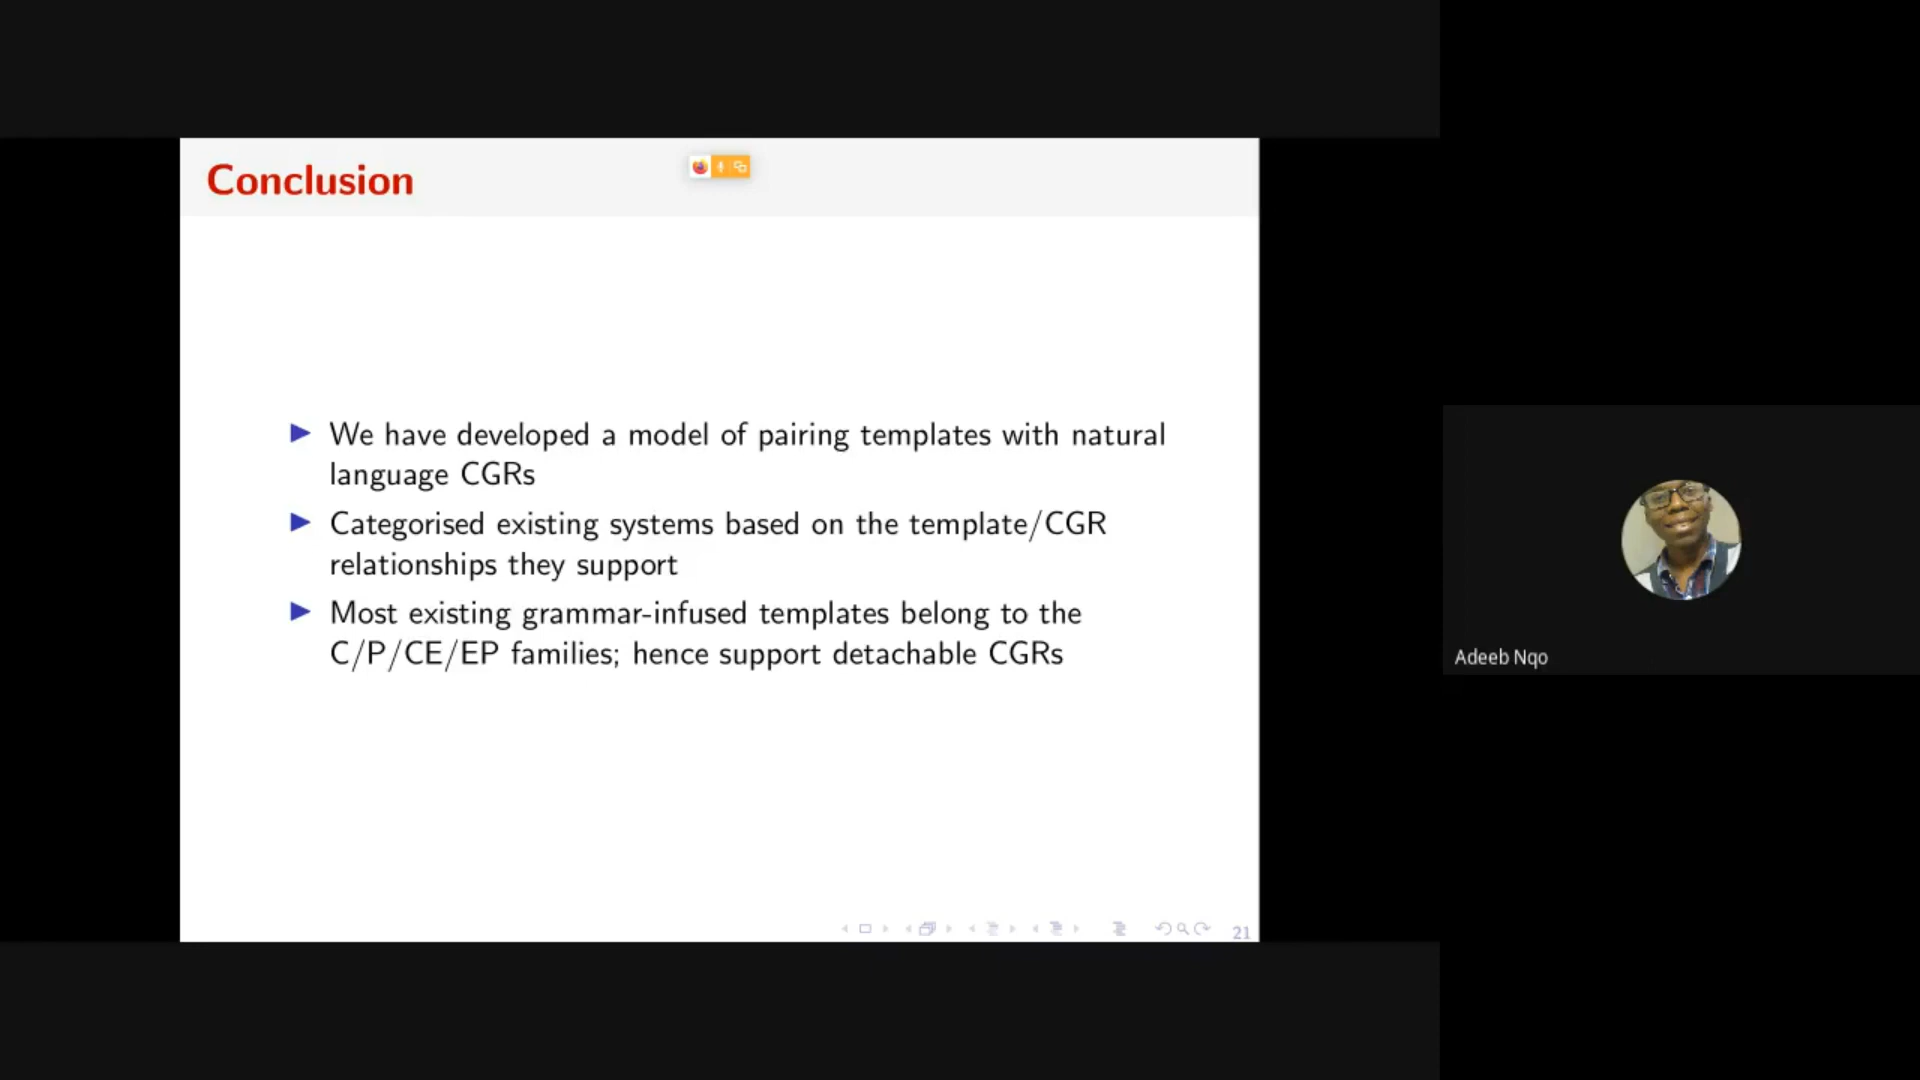 Conclusion
We have developed a model of pairing templates with natural
language CGRs
Categorised existing systems based on the template/CGR
relationships they support
Most existing grammar-infused templates belong to the
C/P/CE/EP families; hence support detachable CGRs
21
Adeeb Nqo